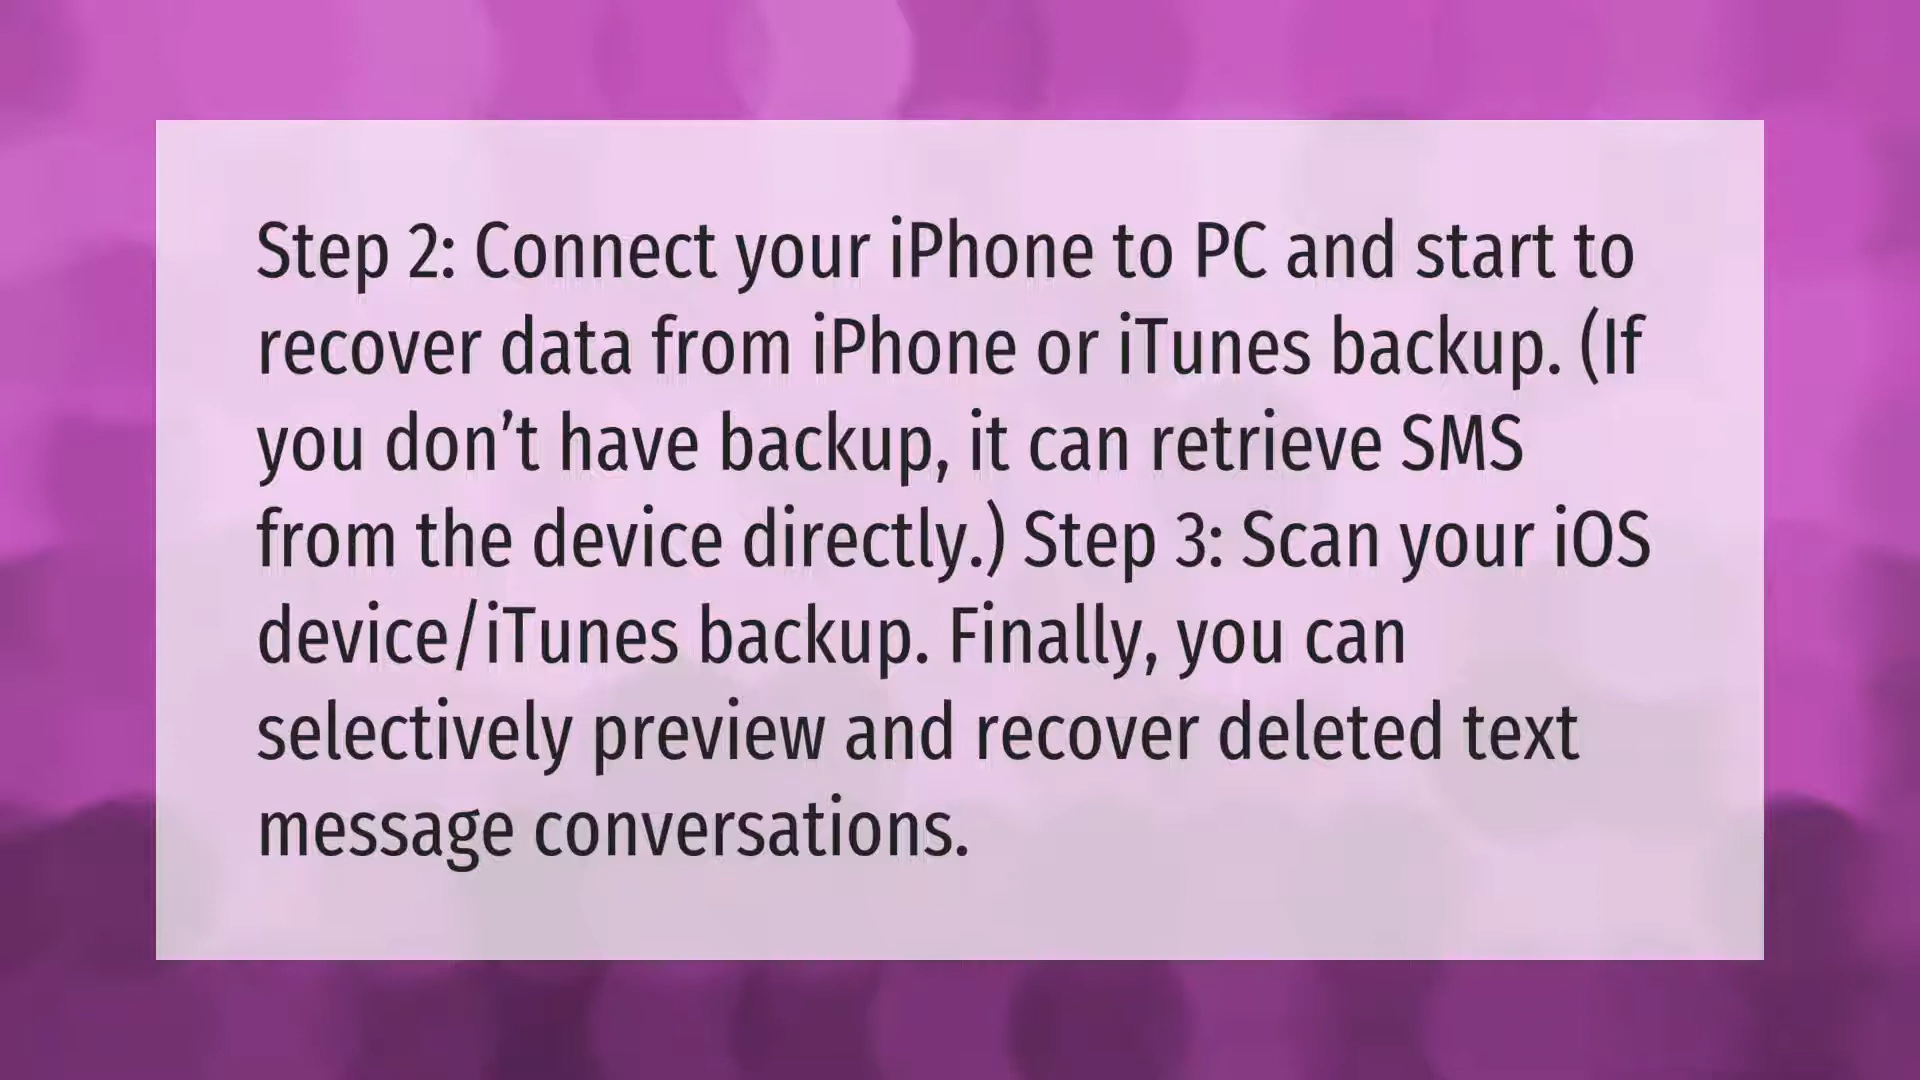 Step 2: Connect your iPhone to PC and start to
recover data from iPhone or iTunes backup. (If
you don’t have backup, it can retrieve SMS
from the device directly.) Step 3: Scan your iOS
device/iTunes backup. Finally, you can
selectively preview and recover deleted text
message conversations.